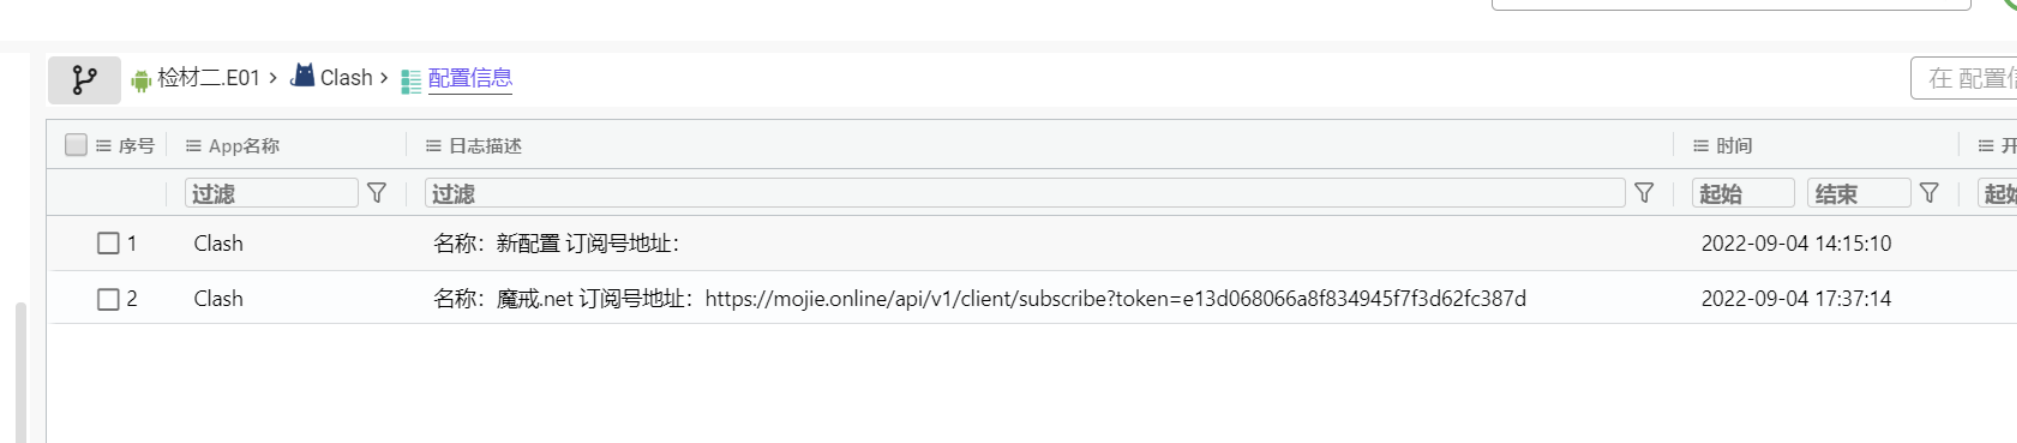 检材二.E01 > Clash > 配置信息
在 配置信
序号 App名称 日志描述 时间 开
过滤 过滤 起始 结束 起始
1 Clash 名称：新配置 订阅号地址： 2022-09-04 14:15:10
2 Clash 名称：魔戒.net 订阅号地址：https://mojie.online/api/v1/client/subscribe?token=e13d068066a8f834945f7f3d62fc387d 2022-09-04 17:37:14